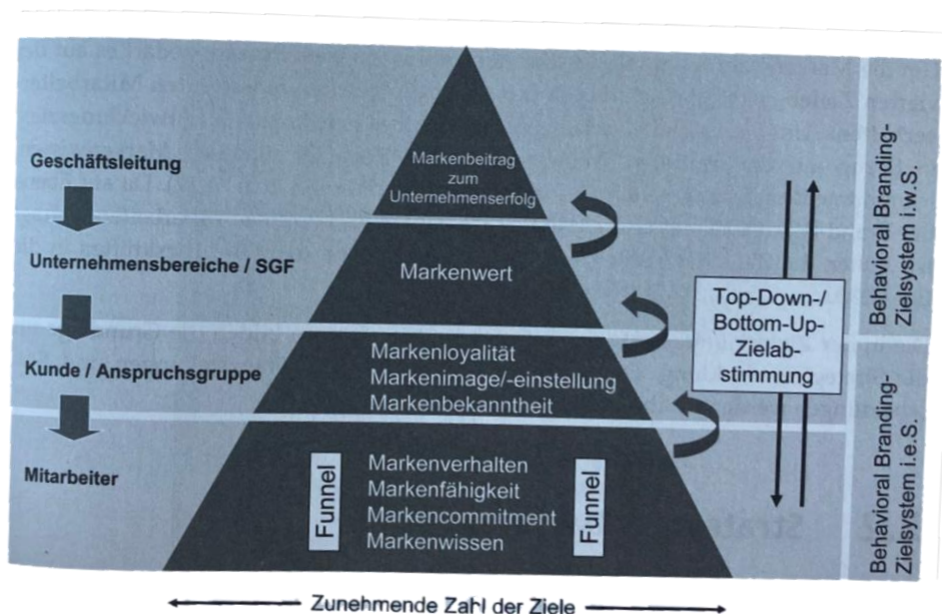 Geschäftsleitung
Unternehmensbereiche / SGF
Kunde / Anspruchsgruppe
Mitarbeiter
Markenbeitrag
zum
Unternehmenserfolg
Markenwert
Markenloyalität
Markenimage/-einstellung
Markenbekanntheit
Funnel
Markenverhalten
Markenfähigkeit
Markencommitment
Markenwissen
Funnel
Top-Down-/
Bottom-Up-
Zielab-
stimmung
Behavioral Branding-
Zielsystem i.w.S.
Behavioral Branding-
Zielsystem i.e.S.
Zunehmende Zahl der Ziele